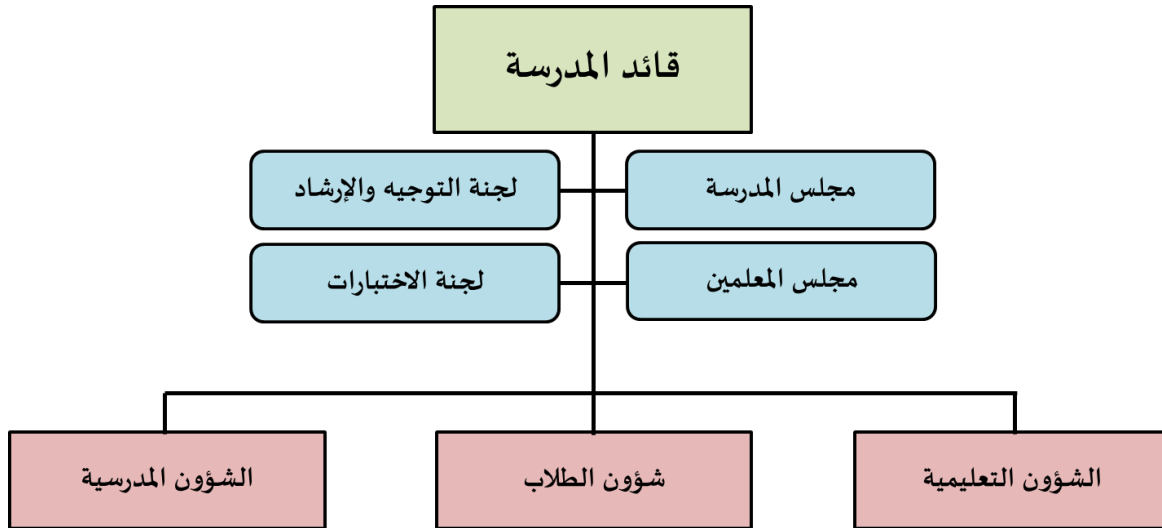 قائد المدرسة
مجلس المدرسة
لجنة التوجيه والإرشاد
مجلس المعلمين
لجنة الاختبارات
الشؤون التعليمية
شؤون الطلاب
الشؤون المدرسية